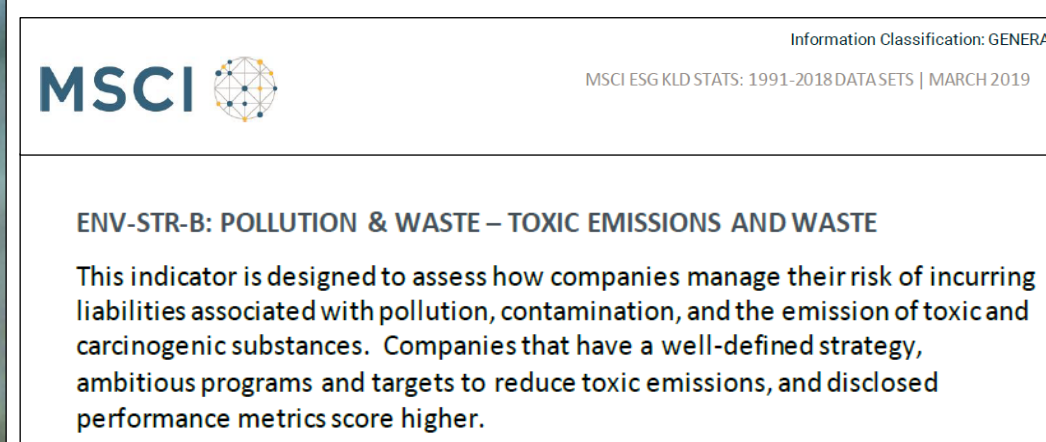 Information Classification: GENERA
MSCI
MSCI ESG KLD STATS: 1991-2018 DATA SETS | MARCH 2019
ENV-STR-B: POLLUTION & WASTE – TOXIC EMISSIONS AND WASTE
This indicator is designed to assess how companies manage their risk of incurring
liabilities associated with pollution, contamination, and the emission of toxic and
carcinogenic substances.  Companies that have a well-defined strategy,
ambitious programs and targets to reduce toxic emissions, and disclosed
performance metrics score higher.